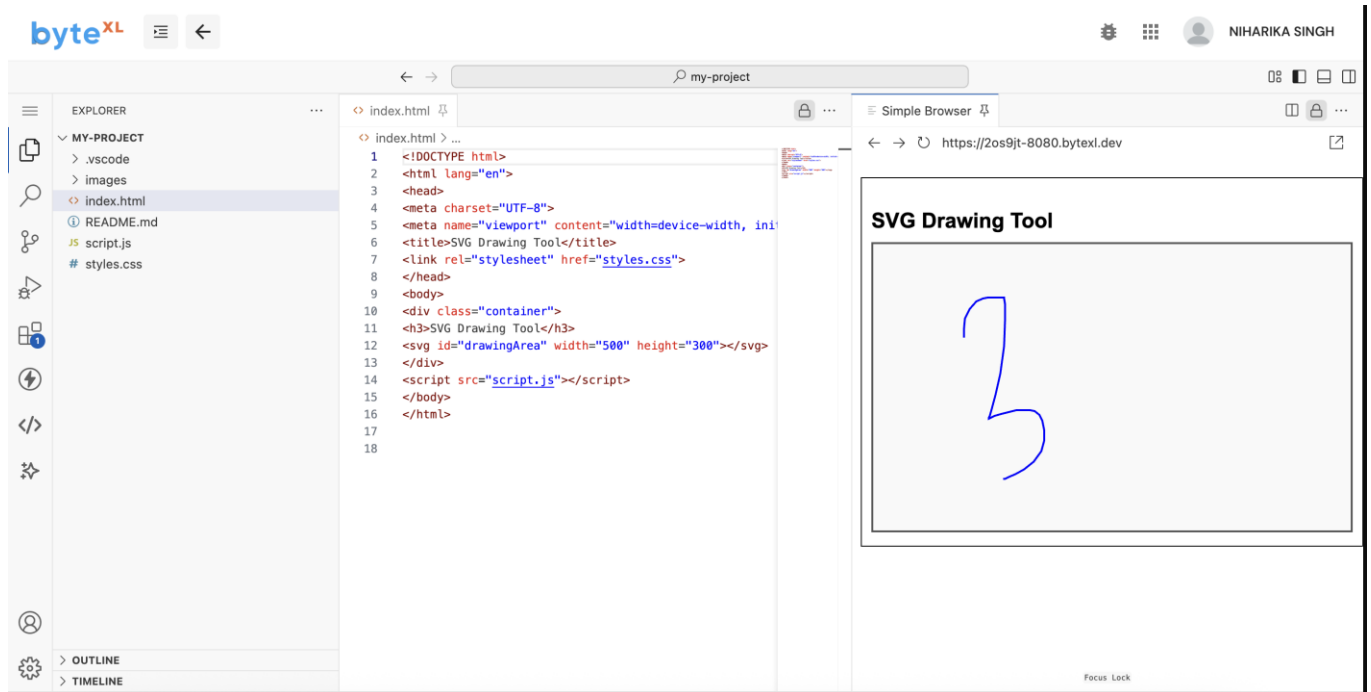 byteXL
NIHARIKA SINGH
my-project
EXPLORER
MY-PROJECT
.vscode
images
index.html
README.md
JS script.js
# styles.css
OUTLINE
TIMELINE
index.html
index.html > ...
1 <!DOCTYPE html>
2 <html lang="en">
3 <head>
4 <meta charset="UTF-8">
5 <meta name="viewport" content="width=device-width, init
6 <title>SVG Drawing Tool</title>
7 <link rel="stylesheet" href="styles.css">
8 </head>
9 <body>
10 <div class="container">
11 <h3>SVG Drawing Tool</h3>
12 <svg id="drawingArea" width="500" height="300"></svg>
13 </div>
14 <script src="script.js"></script>
15 </body>
16 </html>
17
18
Simple Browser
https://2os9jt-8080.bytexl.dev
SVG Drawing Tool
3
Focus Lock
1